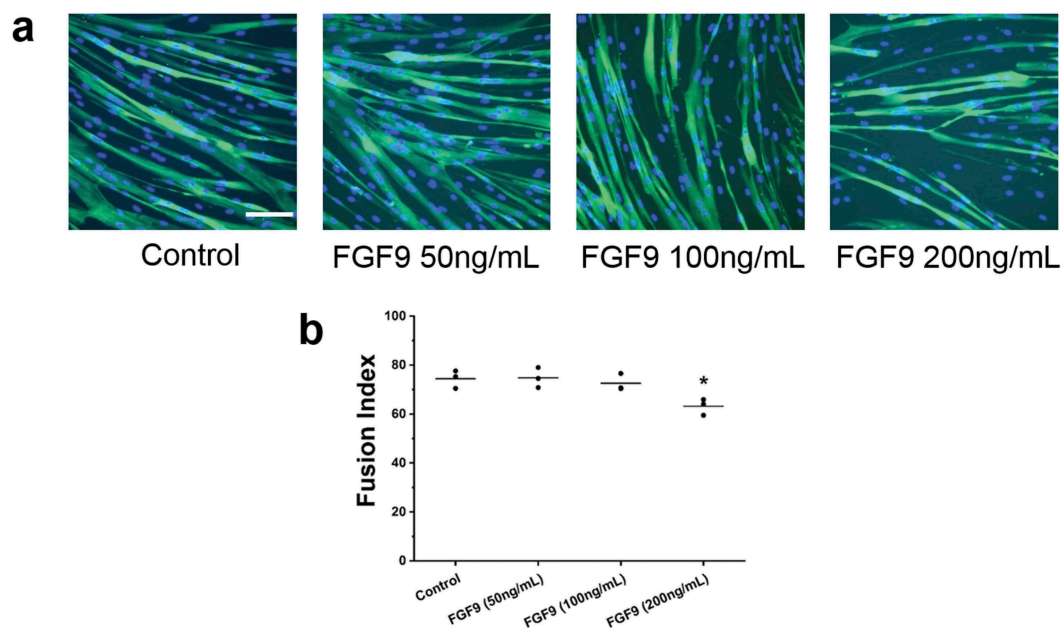 a
Control
FGF9 50ng/mL
FGF9 100ng/mL
FGF9 200ng/mL
b
Fusion Index
100
80
60
40
20
0
*
Control
FGF9 (50ng/mL)
FGF9 (100ng/mL)
FGF9 (200ng/mL)